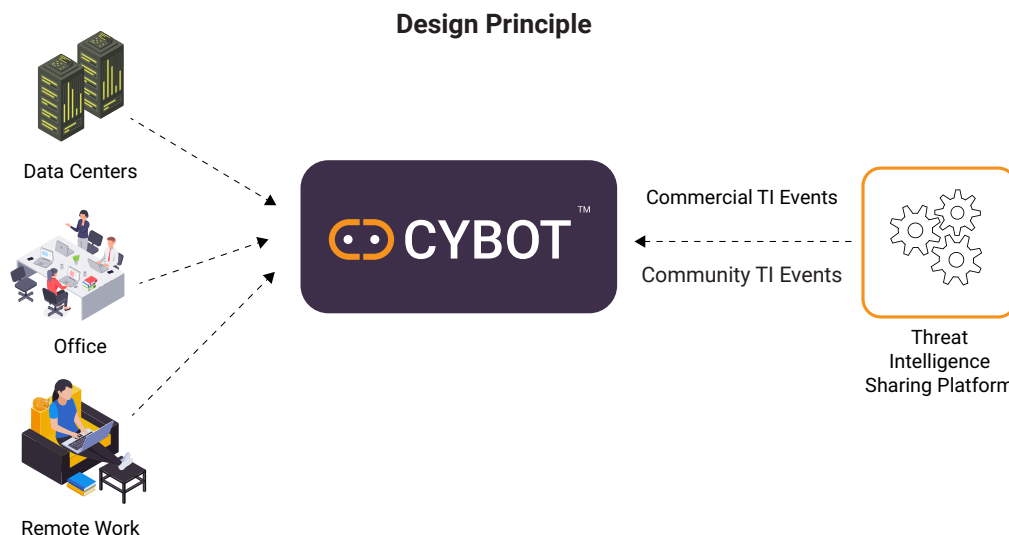 Design Principle
Data Centers
Office
Remote Work
CYBOT™
Commercial TI Events
Community TI Events
Threat
Intelligence
Sharing Platform